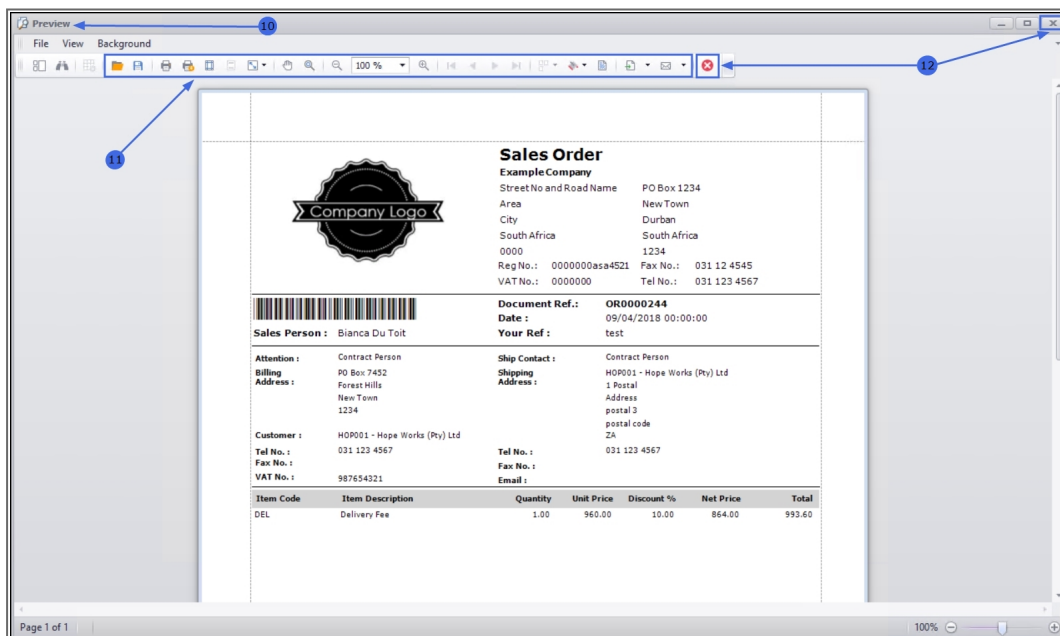 Preview
10
File View Background
100 %
12
11
Company Logo
Sales Order
Example Company
Street No and Road Name PO Box 1234
Area New Town
City Durban
South Africa South Africa
0000 1234
Reg No.: 0000000asa4521 Fax No.: 031 12 4545
VAT No.: 0000000 Tel No.: 031 123 4567
Document Ref.: OR0000244
Date : 09/04/2018 00:00:00
Sales Person : Bianca Du Toit Your Ref : test
Attention : Contract Person Ship Contact : Contract Person
Billing Address : PO Box 7452 Shipping Address : HOP001 - Hope Works (Pty) Ltd
Forest Hills 1 Postal
New Town Address
1234 postal 3
postal code
Customer : HOP001 - Hope Works (Pty) Ltd ZA
Tel No. : 031 123 4567 Tel No. : 031 123 4567
Fax No. : Fax No. :
VAT No. : 987654321 Email :
Item Code Item Description Quantity Unit Price Discount % Net Price Total
DEL Delivery Fee 1.00 960.00 10.00 864.00 993.60
Page 1 of 1 100%